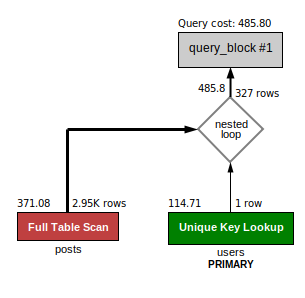 Query cost: 485.80
query_block #1
485.8
327 rows
nested
loop
371.08
2.95K rows
114.71
1 row
Full Table Scan
Unique Key Lookup
posts
users
PRIMARY